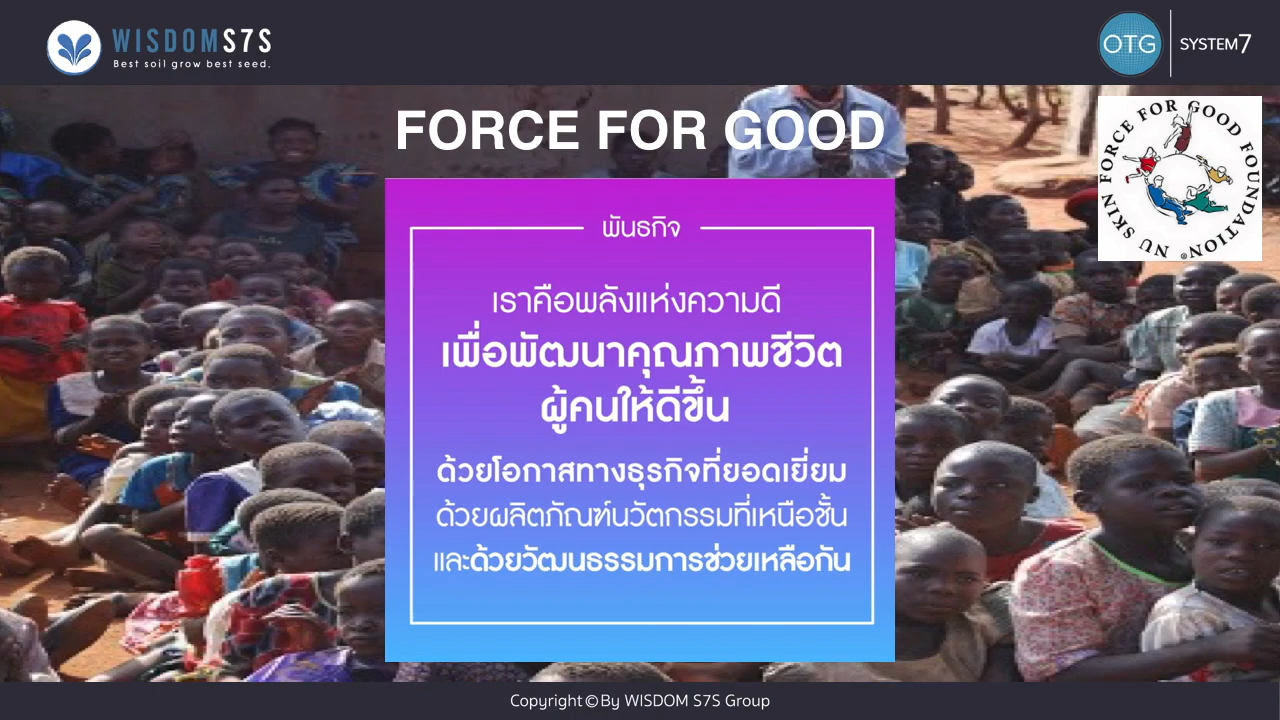 WISDOMS7S
Best soil grow best seed.
OTG SYSTEM7
FORCE FOR GOOD
NU SKIN FORCE FOR GOOD FOUNDATION®
พันธกิจ
เราคือพลังแห่งความดี
เพื่อพัฒนาคุณภาพชีวิต
ผู้คนให้ดีขึ้น
ด้วยโอกาสทางธุรกิจที่ยอดเยี่ยม
ด้วยผลิตภัณฑ์นวัตกรรมที่เหนือชั้น
และด้วยวัฒนธรรมการช่วยเหลือกัน
Copyright © By WISDOM S7S Group